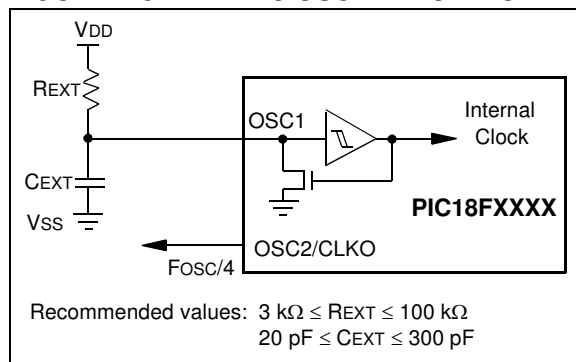 VDD
REXT
OSC1
Internal
Clock
CEXT
PIC18FXXXX
VSS
OSC2/CLKO
FOSC/4
Recommended values: 3 kΩ ≤ REXT ≤ 100 kΩ
20 pF ≤ CEXT ≤ 300 pF